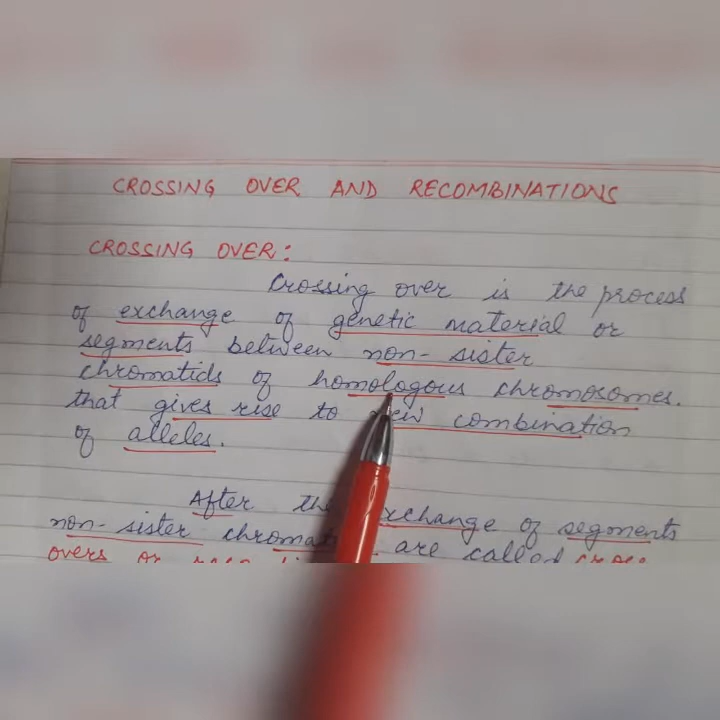 CROSSING OVER AND RECOMBINATIONS
CROSSING OVER:
Crossing over is the process
of exchange of genetic material or
segments between non-sister
chromatids of homologous chromosomes.
that gives rise to new combination
of alleles.
After the exchange of segments
non-sister are called
overs or